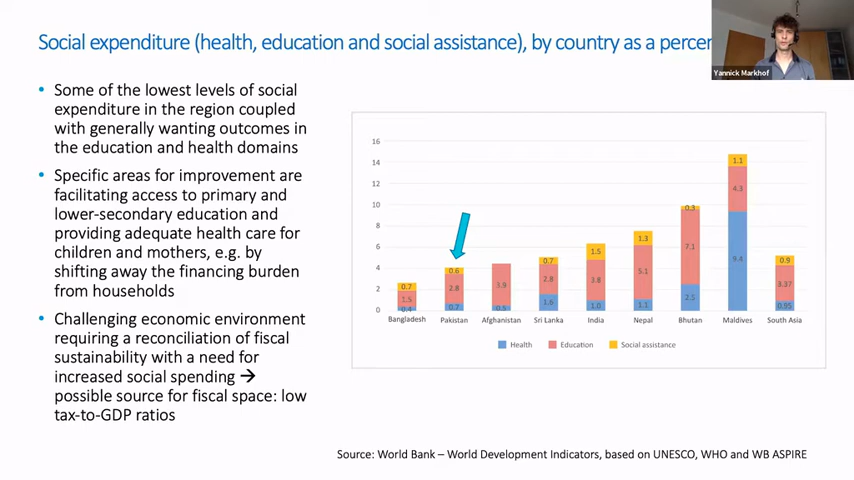 Social expenditure (health, education and social assistance), by country as a
Yannick Markhof
• Some of the lowest levels of social
expenditure in the region coupled
with generally wanting outcomes in
the education and health domains
• Specific areas for improvement are
facilitating access to primary and
lower-secondary education and
providing adequate health care for
children and mothers, e.g. by
shifting away the financing burden
from households
• Challenging economic environment
requiring a reconciliation of fiscal
sustainability with a need for
increased social spending →
possible source for fiscal space: low
tax-to-GDP ratios
16
14
12
10
8
6
4
2
0
0.7
1.5
0.4
0.6
2.8
0.7
3.9
0.5
0.7
2.8
1.6
1.5
3.8
1.0
1.3
5.1
1.1
0.3
7.1
2.5
1.1
4.3
9.4
0.9
3.37
0.95
Bangladesh Pakistan Afghanistan Sri Lanka India Nepal Bhutan Maldives South Asia
Health Education Social assistance
Source: World Bank – World Development Indicators, based on UNESCO, WHO and WB ASPIRE